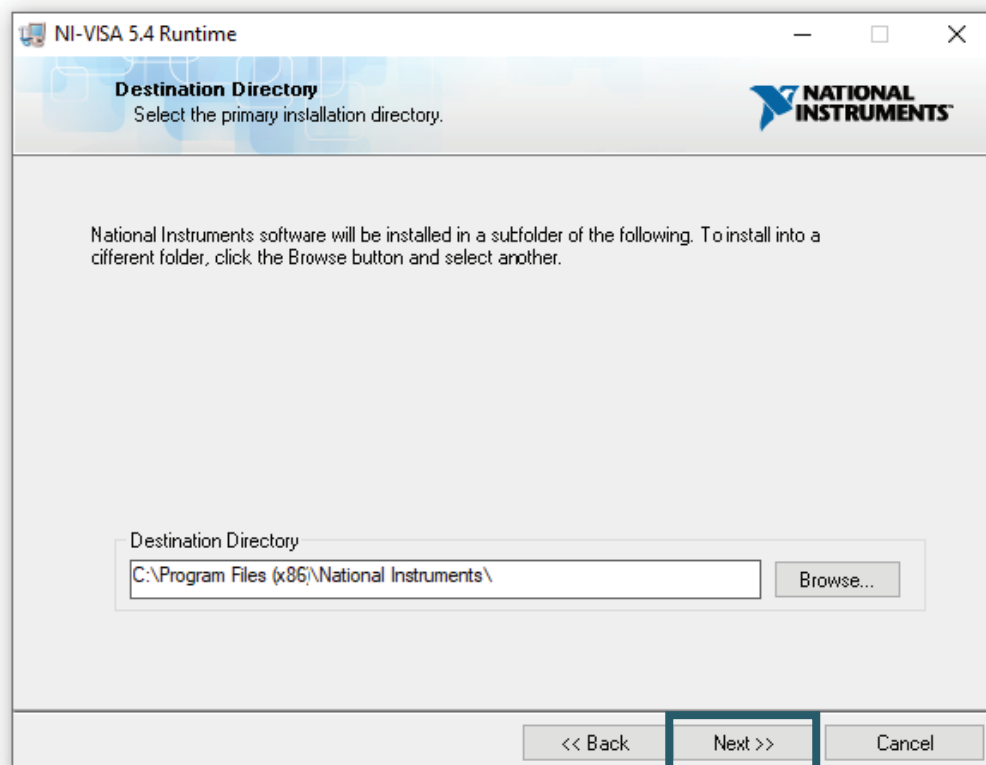 NI-VISA 5.4 Runtime
Destination Directory
Select the primary installation directory.
NATIONAL
INSTRUMENTS™
National Instruments software will be installed in a subfolder of the following. To install into a
different folder, click the Browse button and select another.
Destination Directory
C:\Program Files (x86)\National Instruments\
Browse...
<< Back
Next >>
Cancel